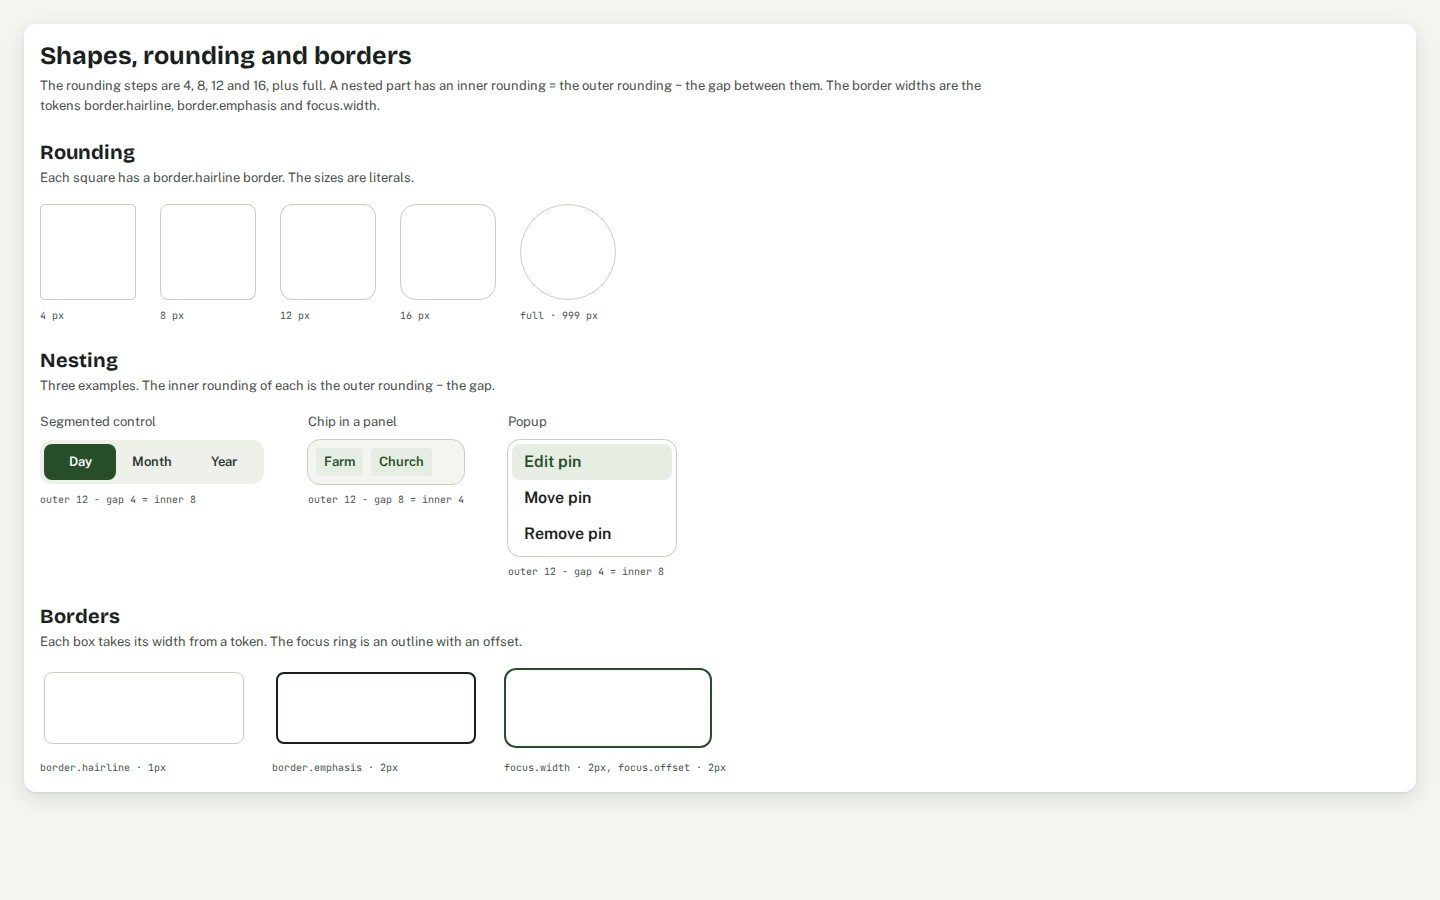 Shapes, rounding and borders
The rounding steps are 4, 8, 12 and 16, plus full. A nested part has an inner rounding = the outer rounding − the gap between them. The border widths are the
tokens border.hairline, border.emphasis and focus.width.
Rounding
Each square has a border.hairline border. The sizes are literals.
4 px
8 px
12 px
16 px
full · 999 px
Nesting
Three examples. The inner rounding of each is the outer rounding − the gap.
Segmented control
Day
Month
Year
outer 12 - gap 4 = inner 8
Chip in a panel
Farm
Church
outer 12 - gap 8 = inner 4
Popup
Edit pin
Move pin
Remove pin
outer 12 - gap 4 = inner 8
Borders
Each box takes its width from a token. The focus ring is an outline with an offset.
border.hairline · 1px
border.emphasis · 2px
focus.width · 2px, focus.offset · 2px